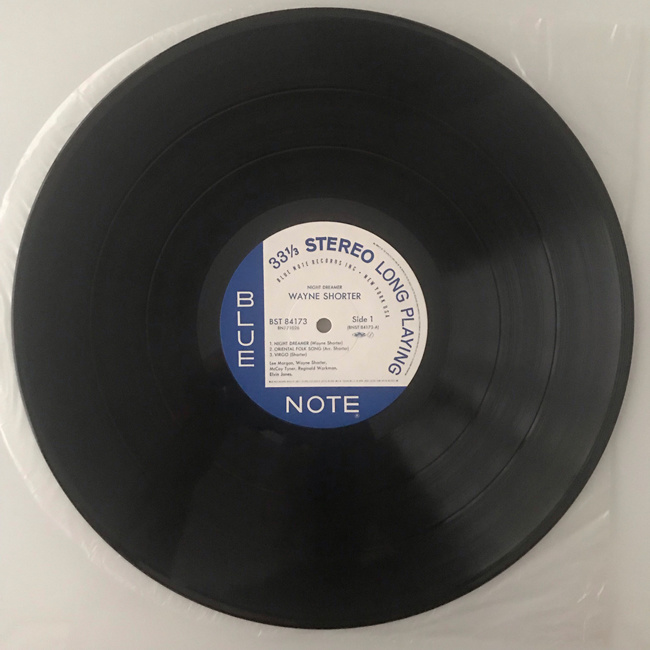 33⅓ STEREO LONG PLAYING
BLUE NOTE RECORDS INC • NEW YORK USA
NIGHT DREAMER
WAYNE SHORTER
BST 84173
Side 1
(BNST 84173-A)
1. NIGHT DREAMER (Wayne Shorter)
2. ORIENTAL FOLK SONG (Arr. Shorter)
3. VIRGO (Shorter)
Lee Morgan, Wayne Shorter,
McCoy Tyner, Reginald Workman,
Elvin Jones.
BLUE
NOTE